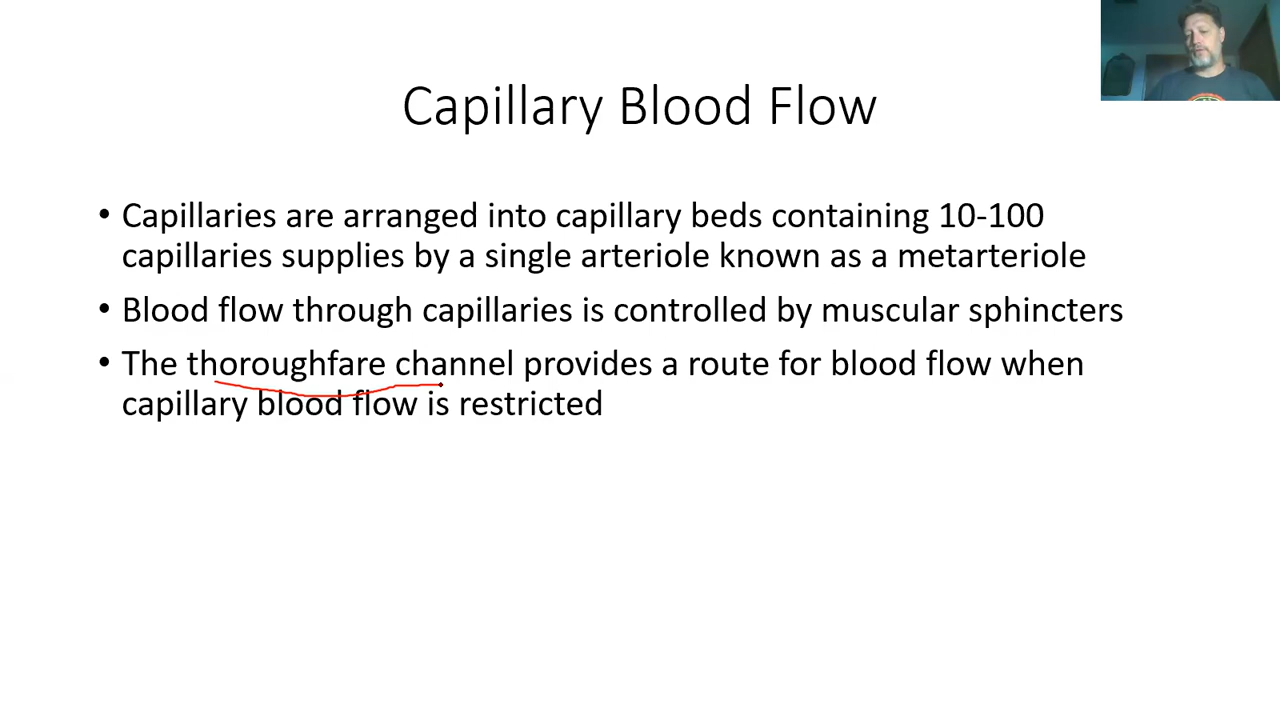 Capillary Blood Flow
• Capillaries are arranged into capillary beds containing 10-100
capillaries supplies by a single arteriole known as a metarteriole
• Blood flow through capillaries is controlled by muscular sphincters
• The thoroughfare channel provides a route for blood flow when
capillary blood flow is restricted